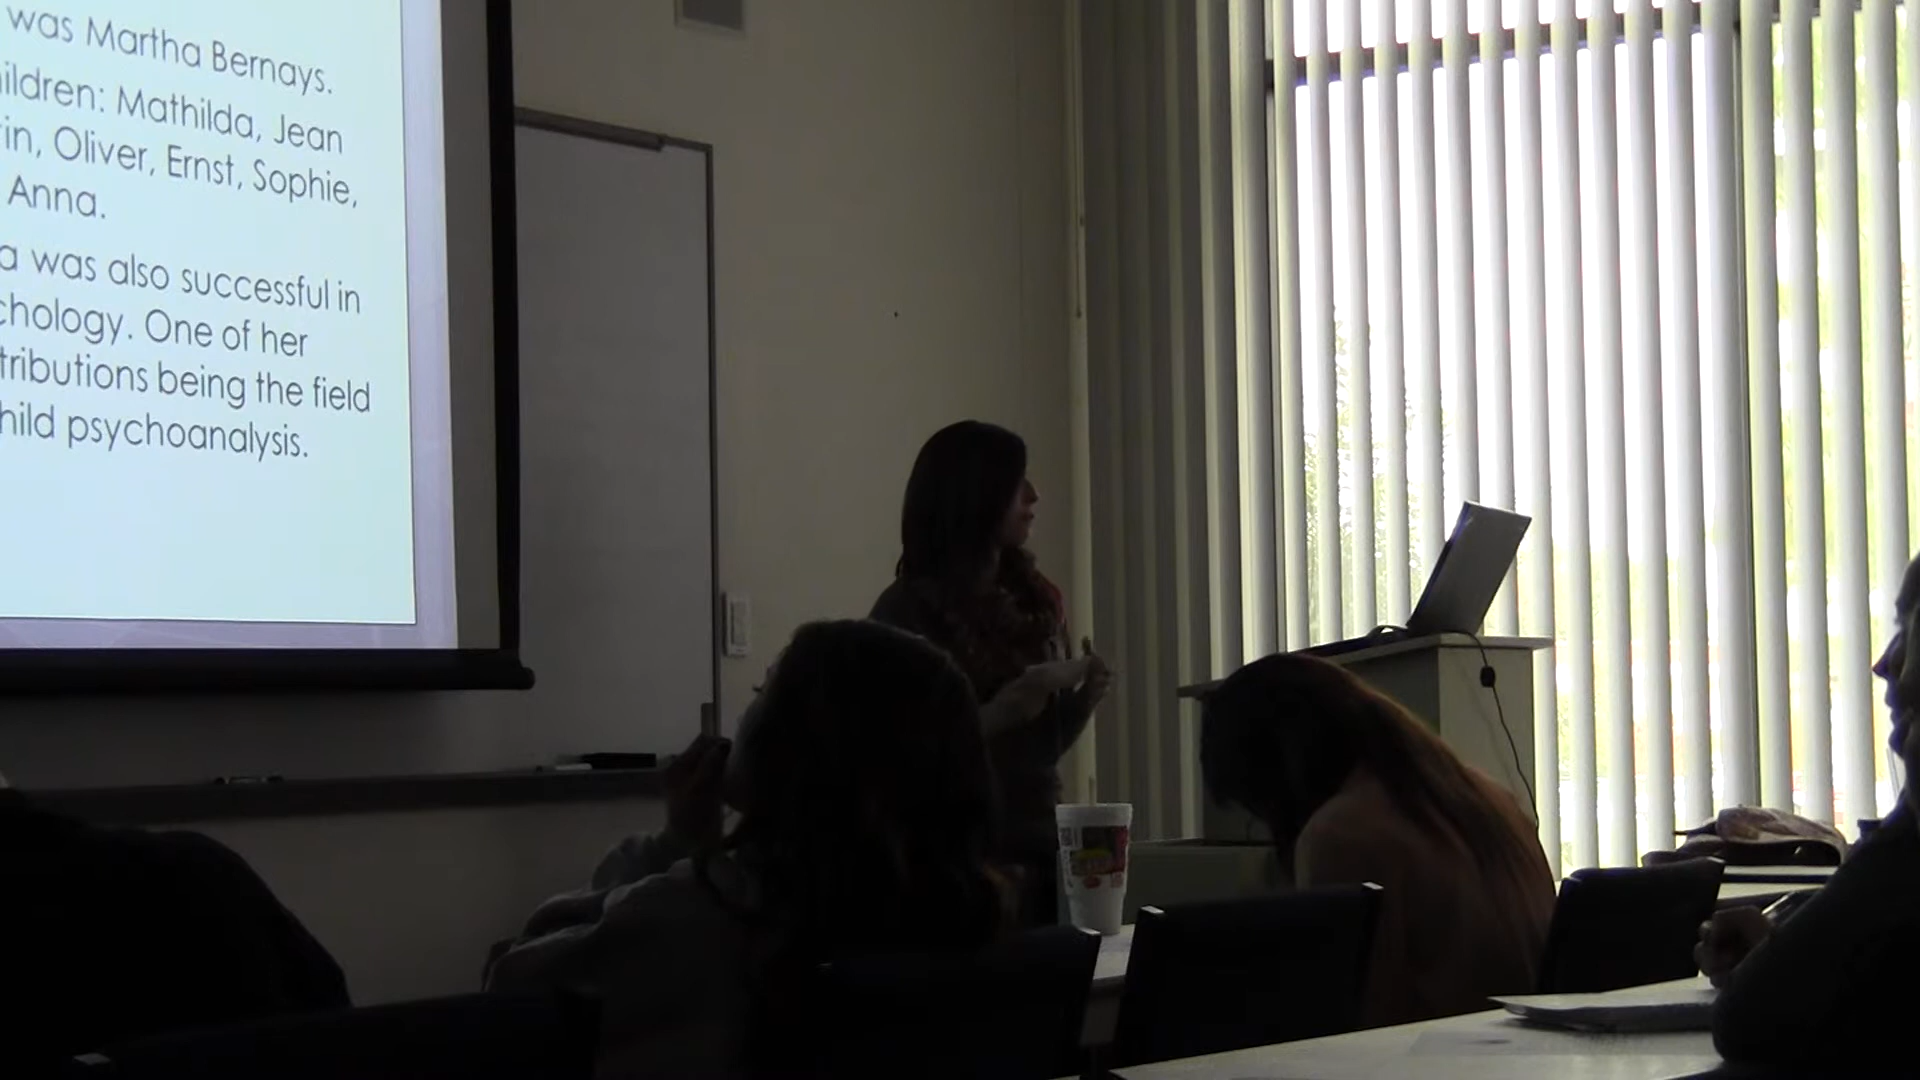 was Martha Bernays.
ildren: Mathilda, Jean
in, Oliver, Ernst, Sophie,
Anna.
a was also successful in
chology. One of her
tributions being the field
hild psychoanalysis.